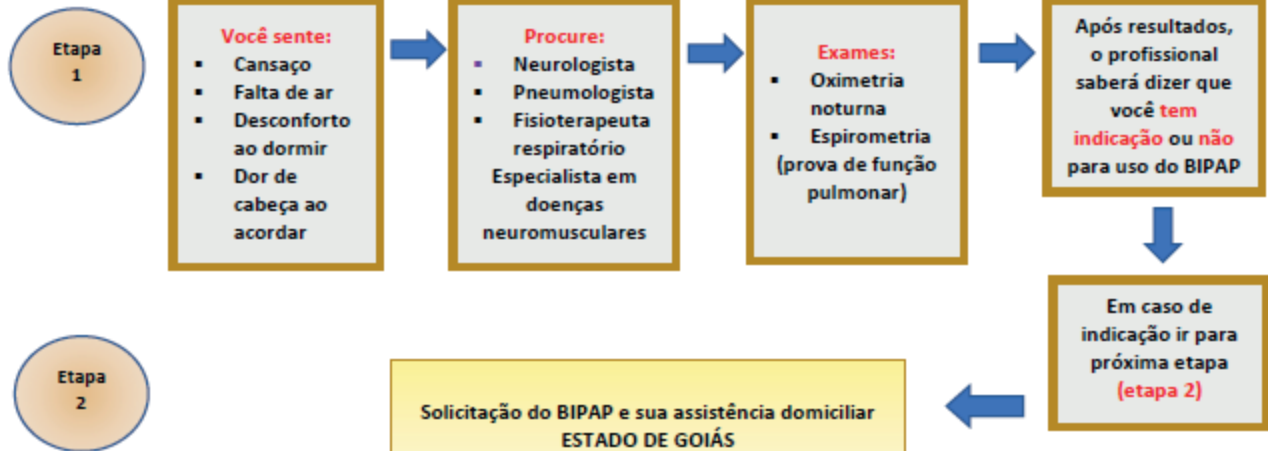 Etapa
1
Você sente:
▪ Cansaço
▪ Falta de ar
▪ Desconforto
ao dormir
▪ Dor de
cabeça ao
acordar
Procure:
▪ Neurologista
▪ Pneumologista
▪ Fisioterapeuta
respiratório
Especialista em
doenças
neuromusculares
Exames:
▪ Oximetria
noturna
▪ Espirometria
(prova de função
pulmonar)
Após resultados,
o profissional
saberá dizer que
você tem
indicação ou não
para uso do BIPAP
Em caso de
indicação ir para
próxima etapa
(etapa 2)
Etapa
2
Solicitação do BIPAP e sua assistência domiciliar
ESTADO DE GOIÁS